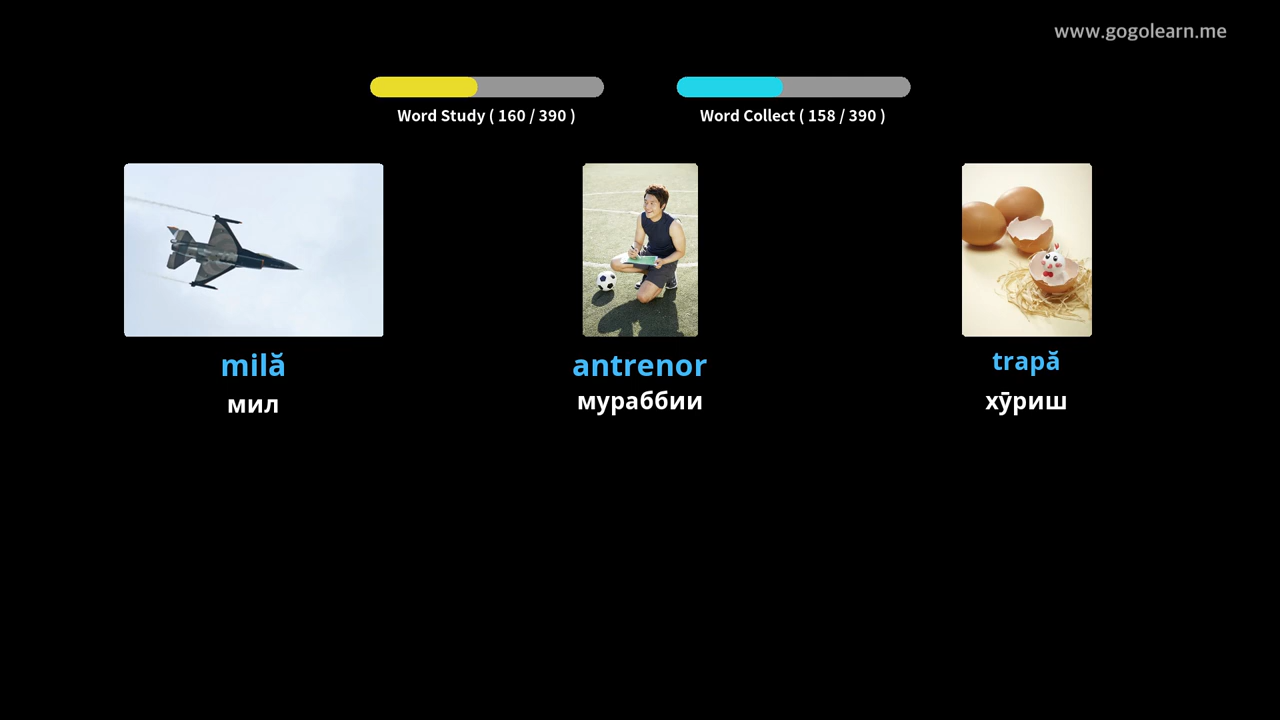 www.gogolearn.me
Word Study ( 160 / 390 )
Word Collect ( 158 / 390 )
milă
мил
antrenor
мураббии
trapă
хӯриш